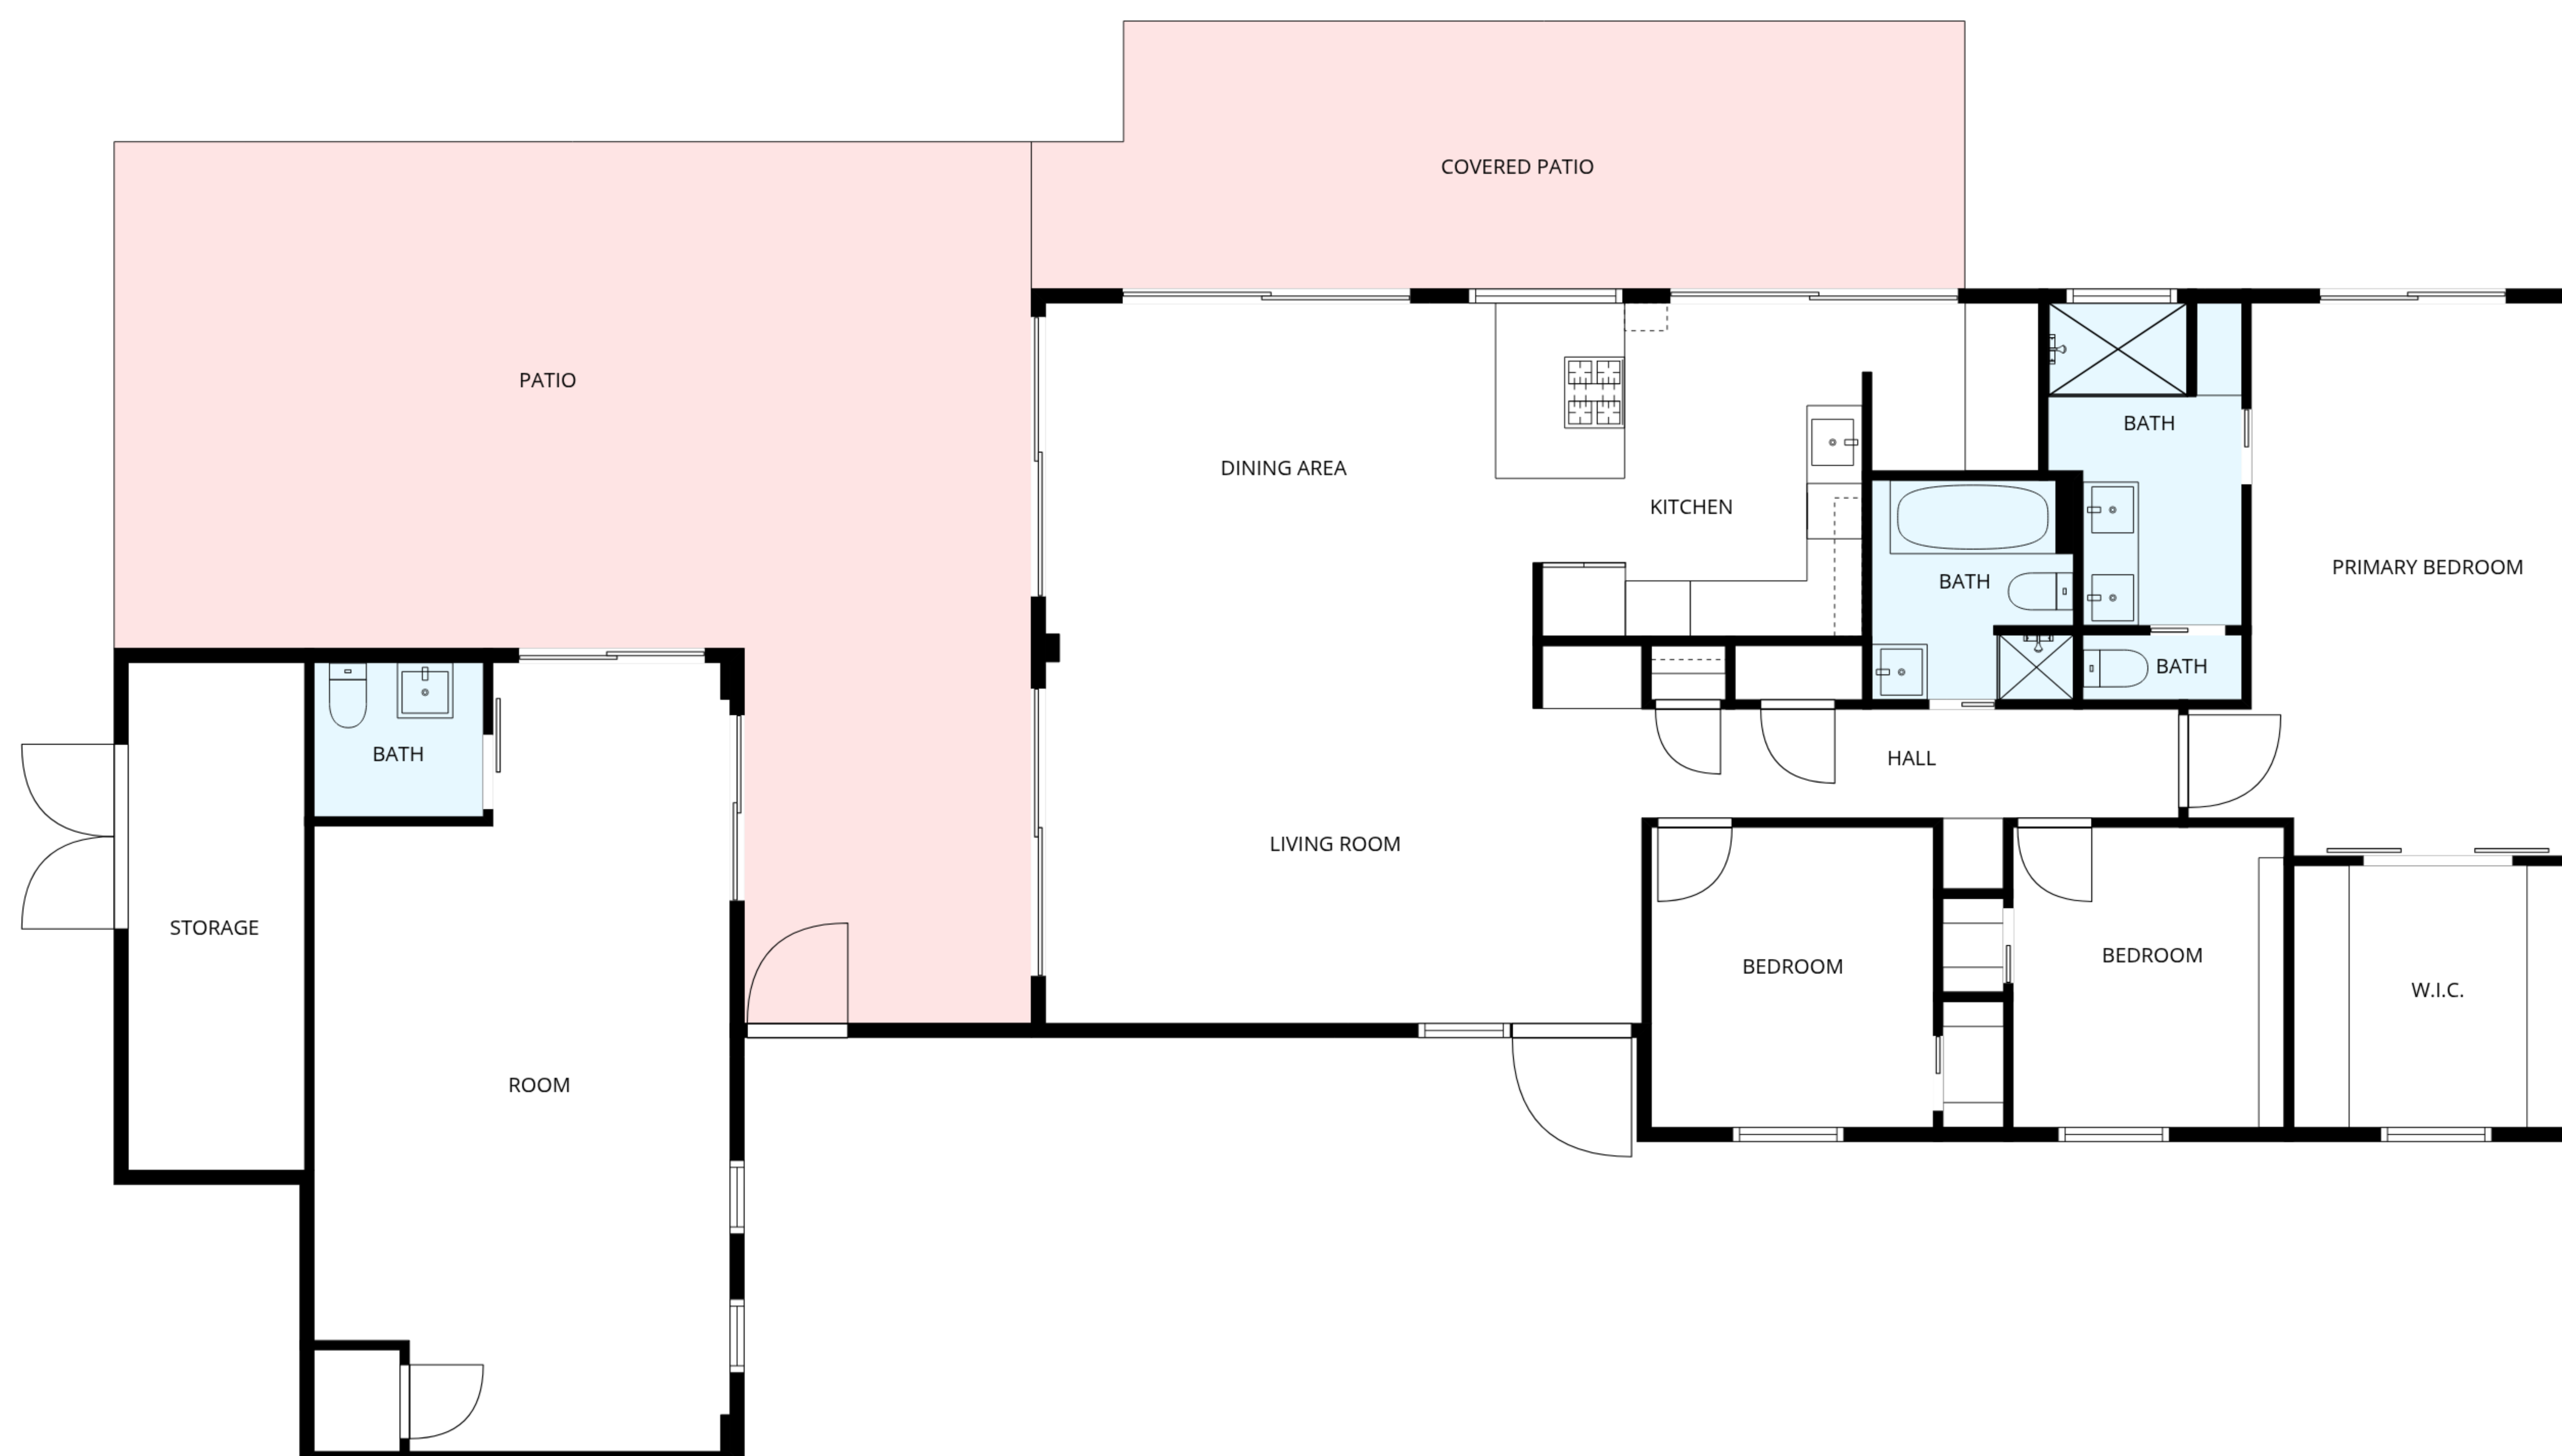 COVERED PATIO
PATIO
BATH
DINING AREA
KITCHEN
PRIMARY BEDROOM
BATH
BATH
BATH
HALL
LIVING ROOM
STORAGE
BEDROOM
BEDROOM
W.I.C.
ROOM